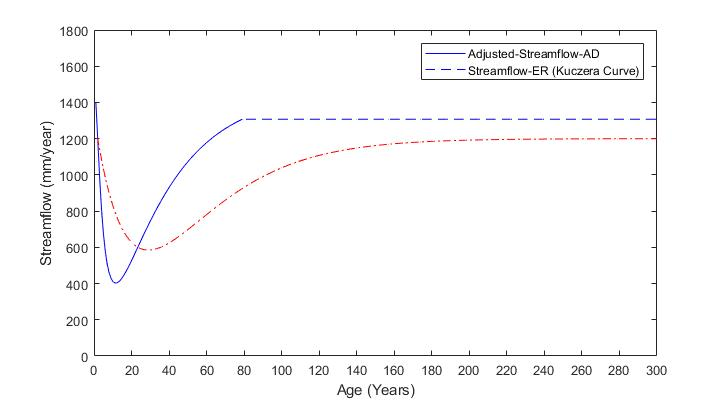 1800
1600
1400
1200
1000
800
600
400
200
0
Streamflow (mm/year)
Adjusted-Streamflow-AD
Streamflow-ER (Kuczera Curve)
0 20 40 60 80 100 120 140 160 180 200 220 240 260 280 300
Age (Years)